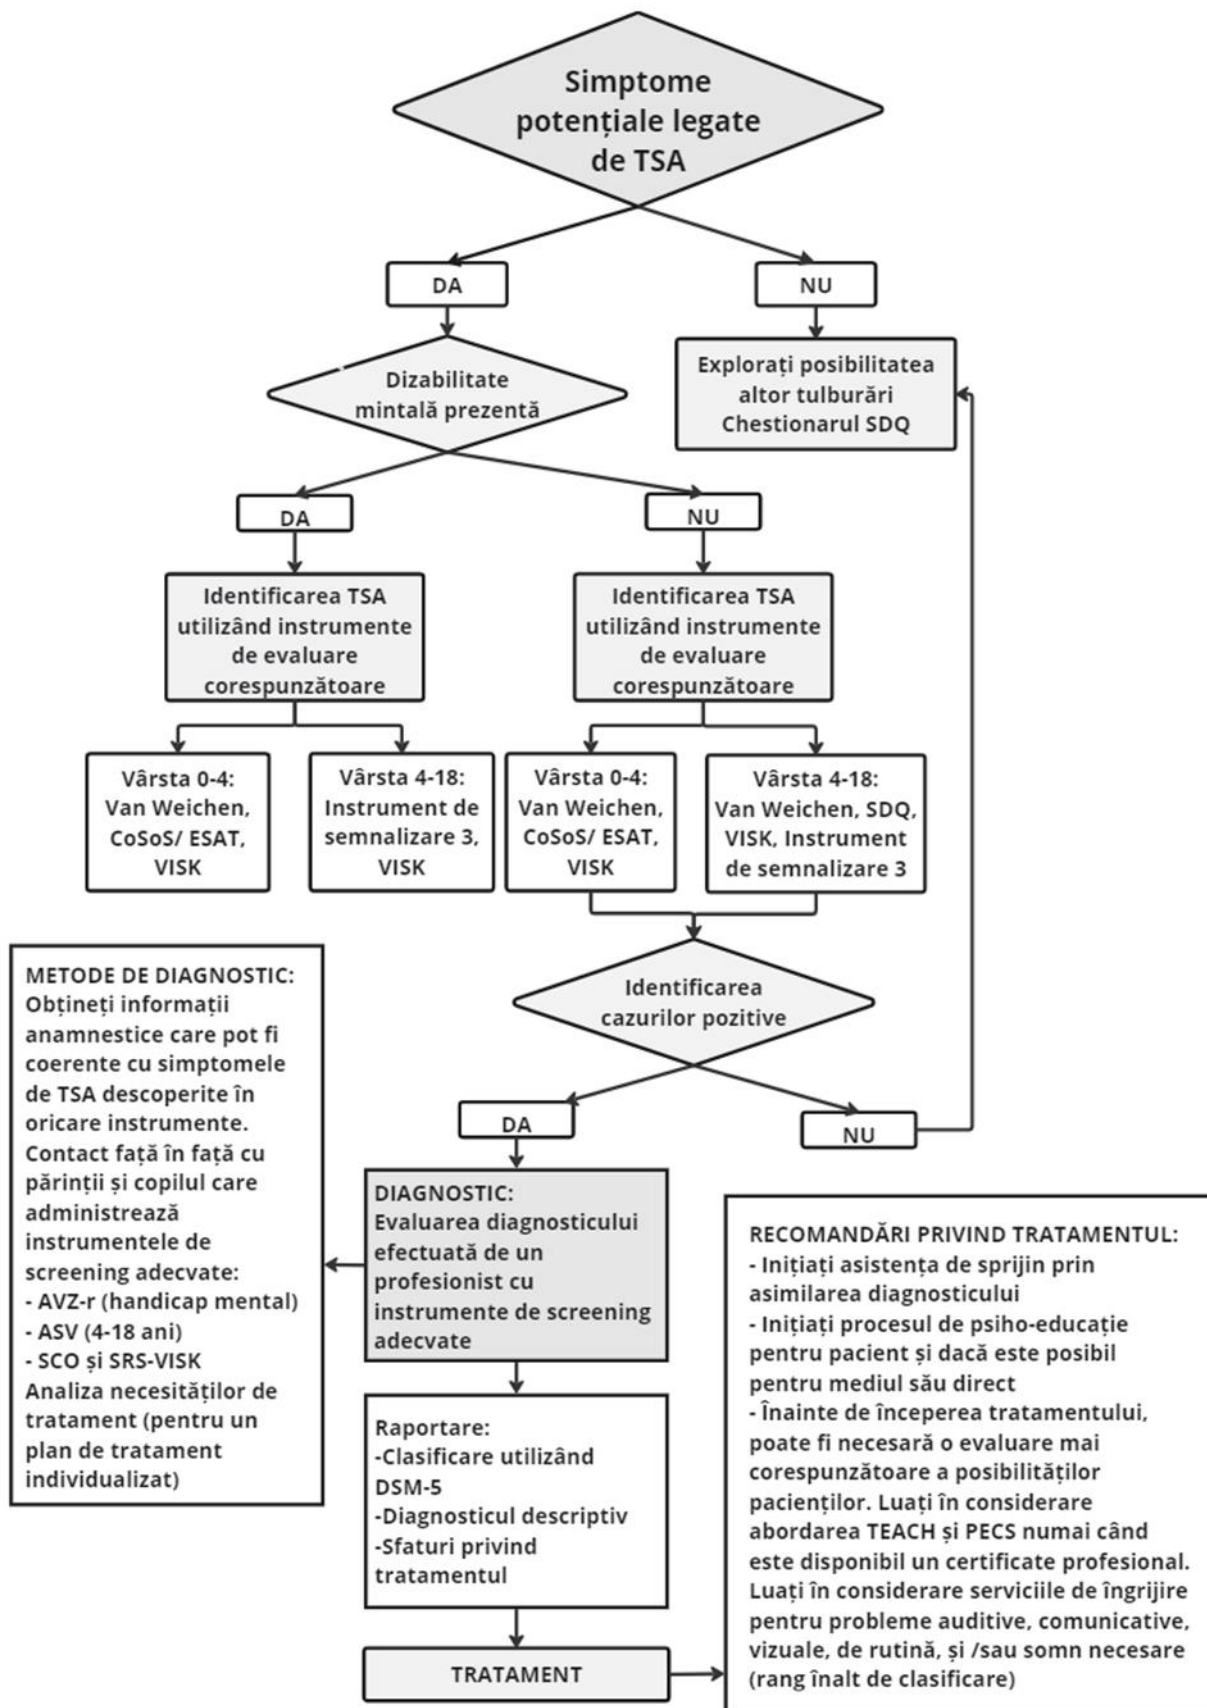 Simptome
potențiale legate
de TSA
DA
NU
Dizabilitate
mintală prezentă
Explorați posibilitatea
altor tulburări
Chestionarul SDQ
DA
NU
Identificarea TSA
utilizând instrumente
de evaluare
corespunzătoare
Identificarea TSA
utilizând instrumente
de evaluare
corespunzătoare
Vârsta 0-4:
Van Weichen,
CoSoS/ ESAT,
VISK
Vârsta 4-18:
Instrument de
semnalizare 3,
VISK
Vârsta 0-4:
Van Weichen,
CoSoS/ ESAT,
VISK
Vârsta 4-18:
Van Weichen, SDQ,
VISK, Instrument
de semnalizare 3
Identificarea
cazurilor pozitive
DA
NU
METODE DE DIAGNOSTIC:
Obțineți informații
anamnestice care pot fi
coerente cu simptomele
de TSA descoperite în
oricare instrumente.
Contact față în față cu
părinții și copilul care
administrează
instrumentele de
screening adecvate:
- AVZ-r (handicap mental)
- ASV (4-18 ani)
- SCO și SRS-VISK
Analiza necesităților de
tratament (pentru un
plan de tratament
individualizat)
DIAGNOSTIC:
Evaluarea diagnosticului
efectuată de un
profesionist cu
instrumente de screening
adecvate
Raportare:
-Clasificare utilizând
DSM-5
-Diagnosticul descriptiv
-Sfaturi privind
tratamentul
TRATAMENT
RECOMANDĂRI PRIVIND TRATAMENTUL:
- Inițiați asistența de sprijin prin
asimilarea diagnosticului
- Inițiați procesul de psiho-educație
pentru pacient și dacă este posibil
pentru mediul său direct
- Înainte de începerea tratamentului,
poate fi necesară o evaluare mai
corespunzătoare a posibilităților
pacienților. Luați în considerare
abordarea TEACH și PECS numai când
este disponibil un certificate profesional.
Luați în considerare serviciile de îngrijire
pentru probleme auditive, comunicative,
vizuale, de rutină, și /sau somn necesare
(rang înalt de clasificare)